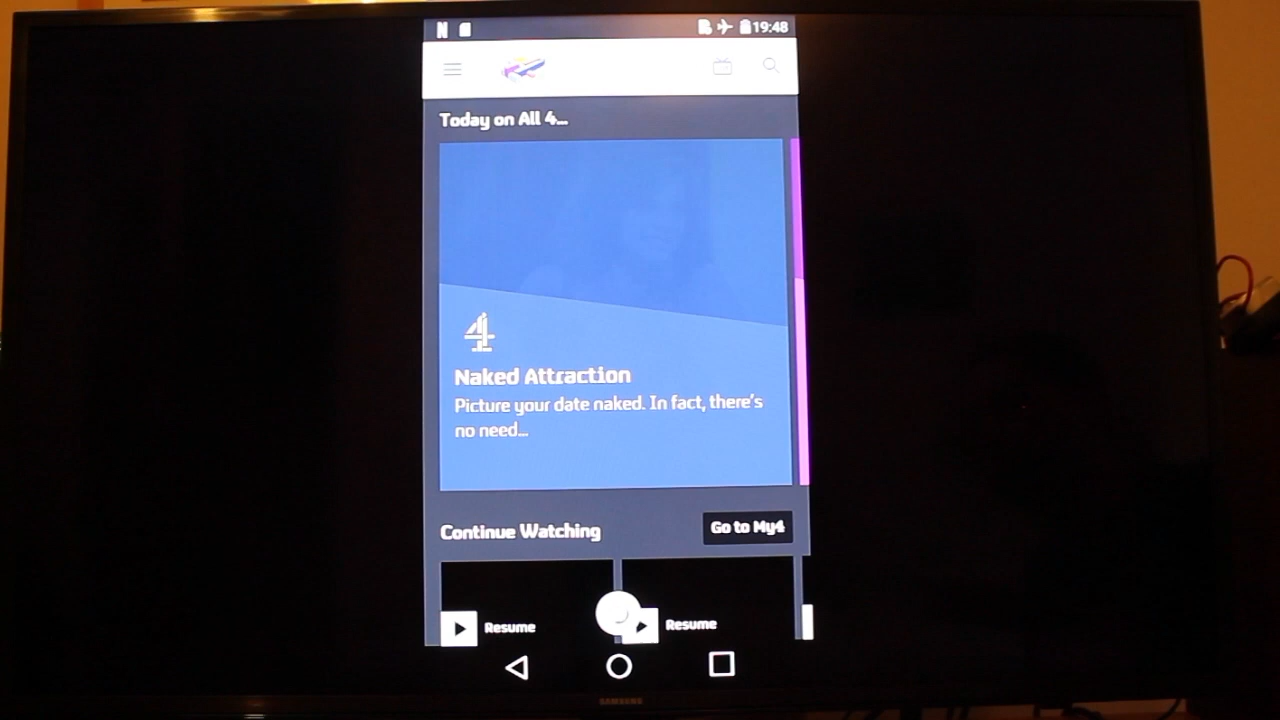 19:48
Today on All 4...
4
Naked Attraction
Picture your date naked. In fact, there's
no need...
Continue Watching
Go to My4
Resume
Resume
SAMSUNG